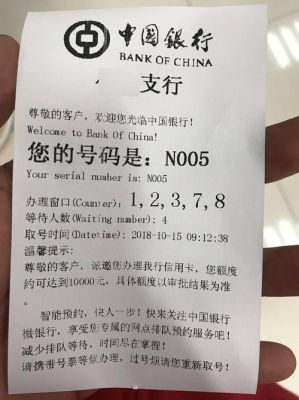 中国银行
BANK OF CHINA
支行
尊敬的客户，欢迎您光临中国银行！
Welcome to Bank Of China!
您的号码是：N005
Your serial number is: N005
办理窗口(Counter)：1,2,3,7,8
等待人数(Waiting number)：4
取号时间(Datetime)：2018-10-15 09:12:38
温馨提示：
尊敬的客户，诚邀您办理我行信用卡，您额度
约可达到10000元，具体额度以审批结果为准
。
智能预约，快人一步！快来关注中国银行
微银行，享受您专属的网点排队预约服务吧！
减少排队等待，时间尽在掌握！
请携带号票等候办理，过号烦请您重新取号！